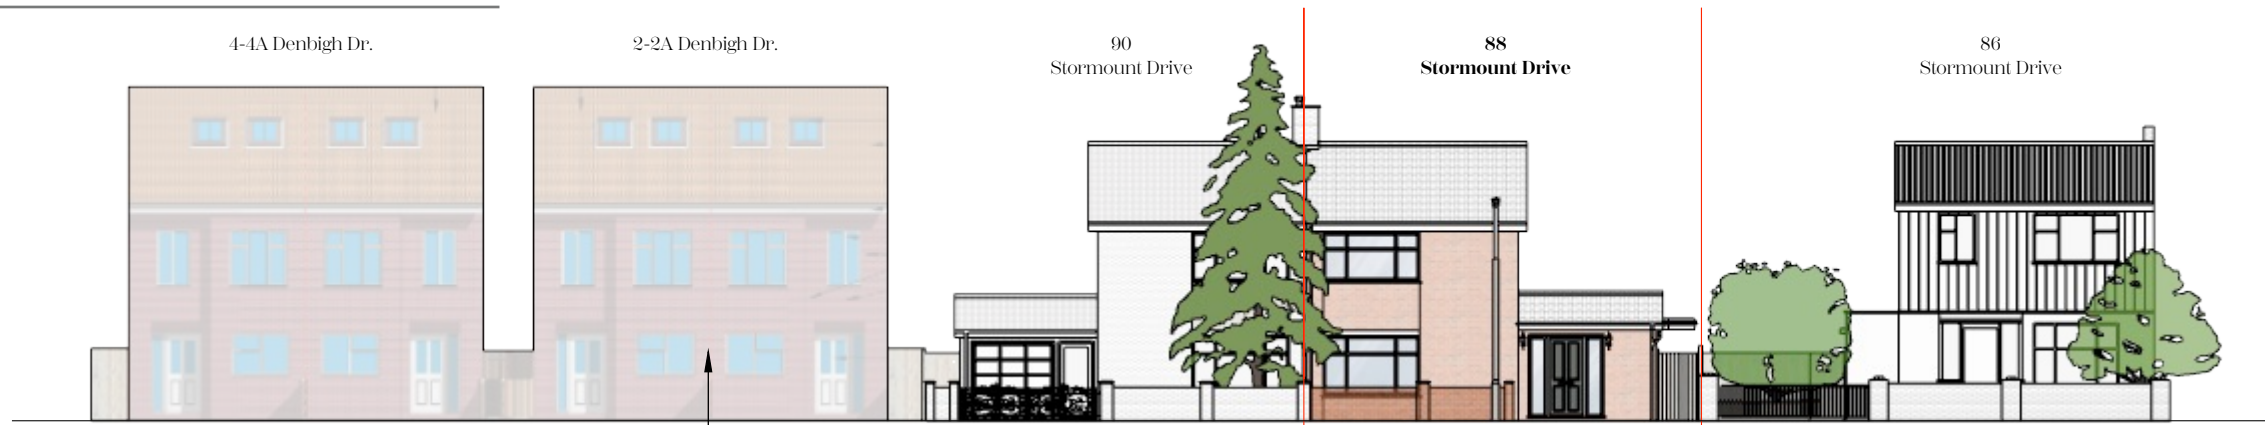 4-4A Denbigh Dr.
2-2A Denbigh Dr.
90
Stormount Drive
88
Stormount Drive
86
Stormount Drive